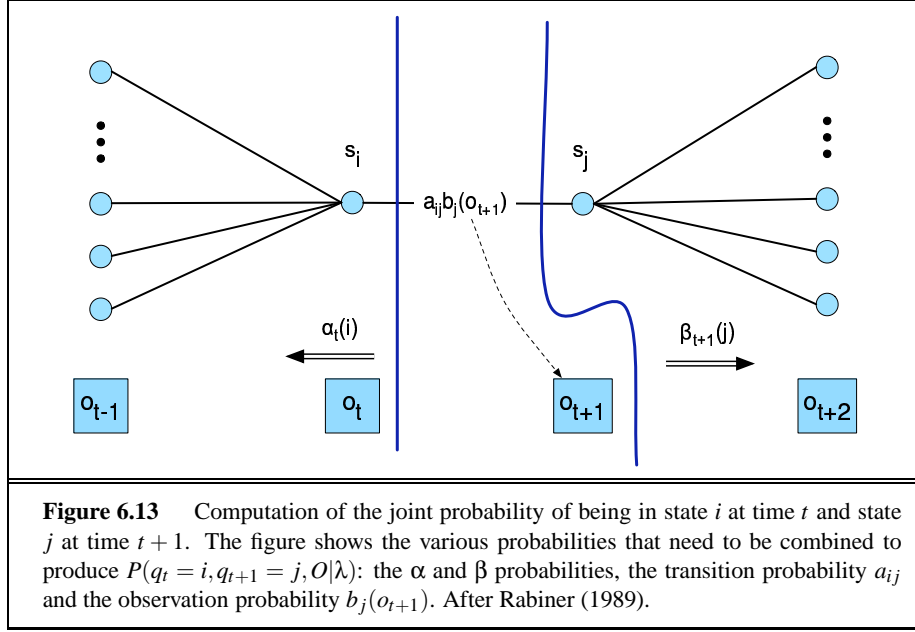 s_i
s_j
a_ij b_j(o_t+1)
α_t(i)
β_t+1(j)
o_t-1
o_t
o_t+1
o_t+2
Figure 6.13 Computation of the joint probability of being in state i at time t and state
j at time t + 1. The figure shows the various probabilities that need to be combined to
produce P(q_t = i, q_t+1 = j, O|λ): the α and β probabilities, the transition probability a_ij
and the observation probability b_j(o_t+1). After Rabiner (1989).